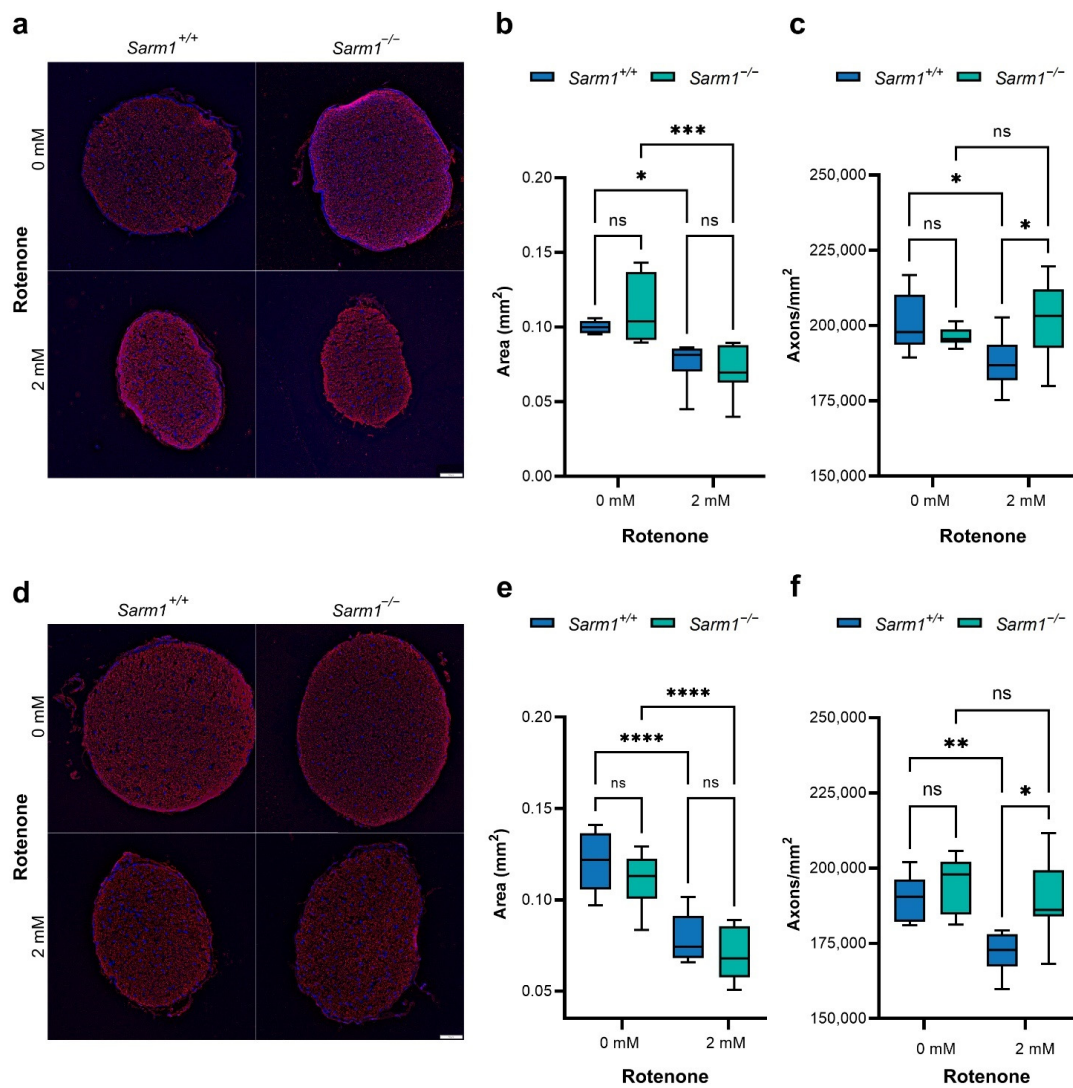 a
Sarm1+/+
Sarm1−/−
0 mM
2 mM
Rotenone
b
Sarm1+/+
Sarm1−/−
***
*
ns
ns
0.20
0.15
0.10
0.05
0.00
Area (mm2)
0 mM
2 mM
Rotenone
c
Sarm1+/+
Sarm1−/−
ns
*
ns
*
250,000
225,000
200,000
175,000
150,000
Axons/mm2
0 mM
2 mM
Rotenone
d
Sarm1+/+
Sarm1−/−
0 mM
2 mM
Rotenone
e
Sarm1+/+
Sarm1−/−
****
****
ns
ns
0.20
0.15
0.10
0.05
Area (mm2)
0 mM
2 mM
Rotenone
f
Sarm1+/+
Sarm1−/−
ns
**
ns
*
250,000
225,000
200,000
175,000
150,000
Axons/mm2
0 mM
2 mM
Rotenone